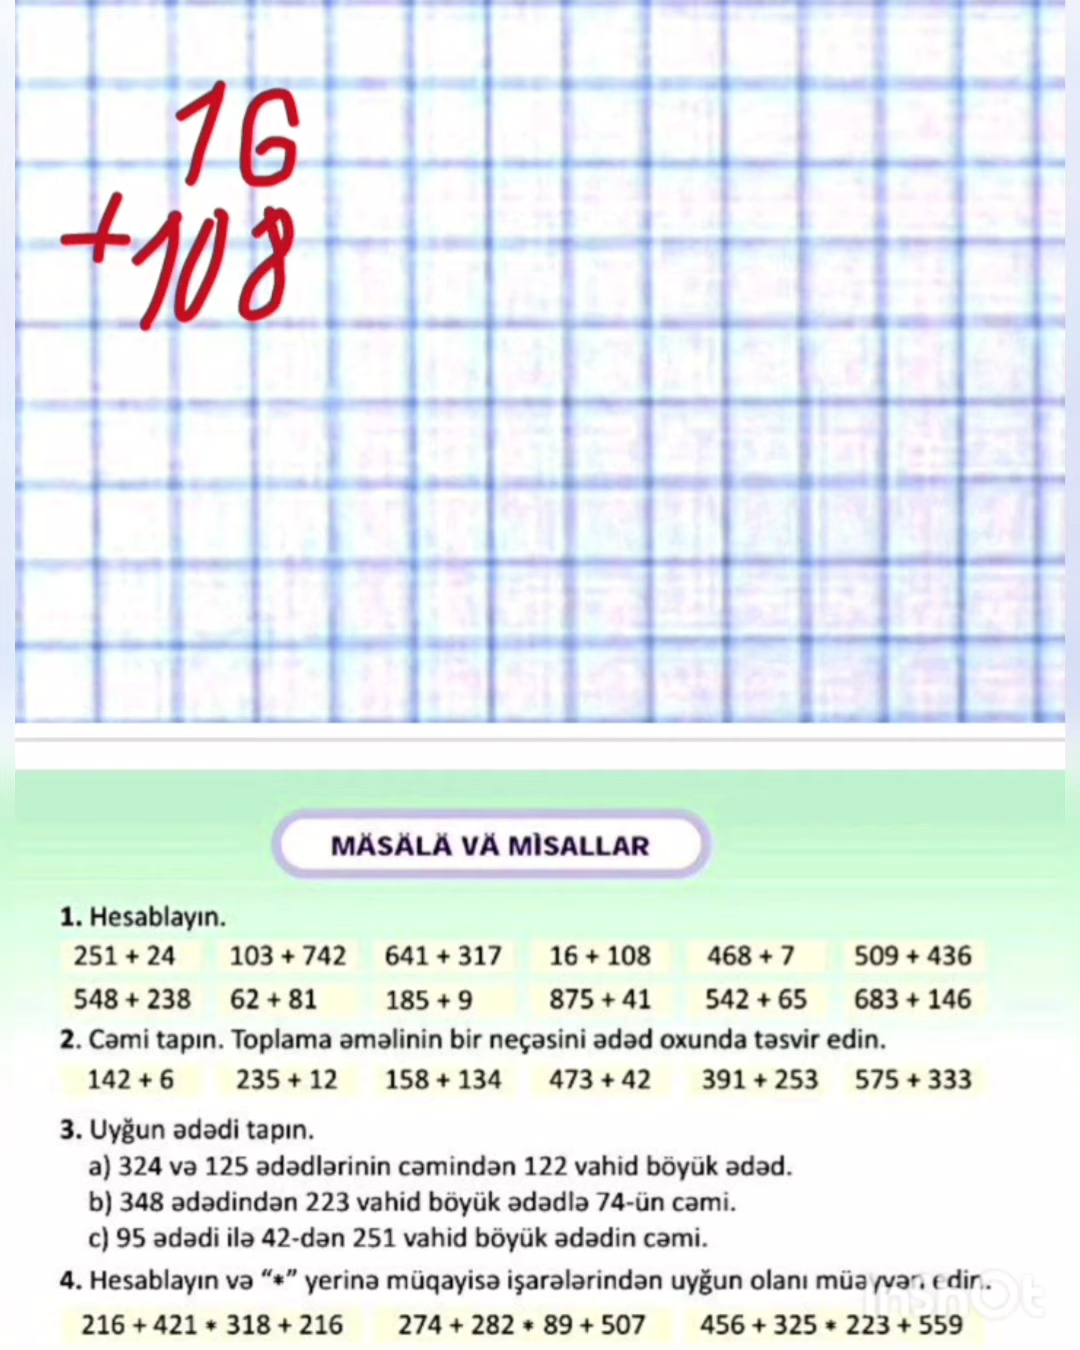 16
+108
MÄSÄLÄ VÄ MÌSALLAR
1. Hesablayın.
251 + 24 103 + 742 641 + 317 16 + 108 468 + 7 509 + 436
548 + 238 62 + 81 185 + 9 875 + 41 542 + 65 683 + 146
2. Cəmi tapın. Toplama əməlinin bir neçəsini ədəd oxunda təsvir edin.
142 + 6 235 + 12 158 + 134 473 + 42 391 + 253 575 + 333
3. Uyğun ədədi tapın.
a) 324 və 125 ədədlərinin cəmindən 122 vahid böyük ədəd.
b) 348 ədədindən 223 vahid böyük ədədlə 74-ün cəmi.
c) 95 ədədi ilə 42-dən 251 vahid böyük ədədin cəmi.
4. Hesablayın və “*” yerinə müqayisə işarələrindən uyğun olanı müəyyən edin.
216 + 421 * 318 + 216 274 + 282 * 89 + 507 456 + 325 * 223 + 559
InShOt